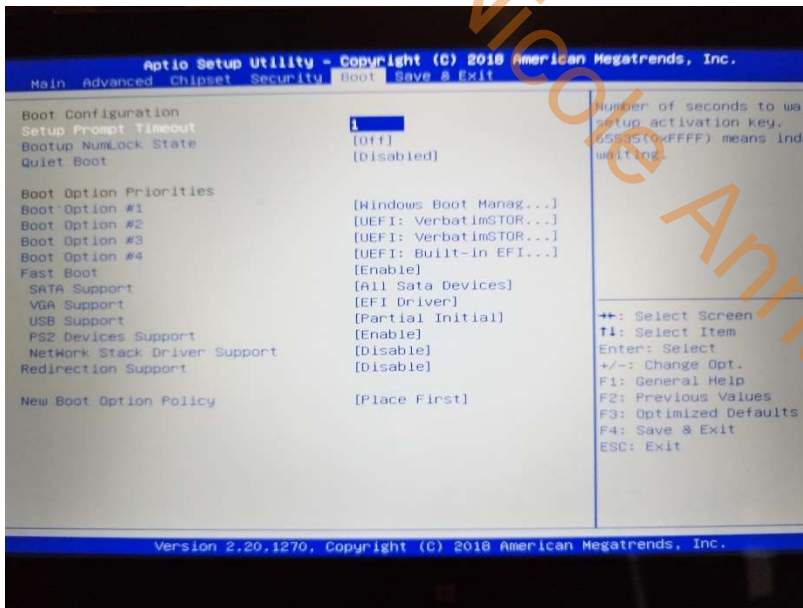 Aptio Setup Utility - Copyright (C) 2018 American Megatrends, Inc.
Main Advanced Chipset Security Boot Save & Exit
Boot Configuration
Setup Prompt Timeout 1
Bootup NumLock State [Off]
Quiet Boot [Disabled]
Boot Option Priorities
Boot Option #1 [Windows Boot Manag...]
Boot Option #2 [UEFI: VerbatimSTOR...]
Boot Option #3 [UEFI: VerbatimSTOR...]
Boot Option #4 [UEFI: Built-in EFI...]
Fast Boot [Enable]
SATA Support [All Sata Devices]
VGA Support [EFI Driver]
USB Support [Partial Initial]
PS2 Devices Support [Enable]
NetWork Stack Driver Support [Disable]
Redirection Support [Disable]
New Boot Option Policy [Place First]
Number of seconds to wa
setup activation key.
65535(0xFFFF) means ind
waiting.
→←: Select Screen
↑↓: Select Item
Enter: Select
+/-: Change Opt.
F1: General Help
F2: Previous Values
F3: Optimized Defaults
F4: Save & Exit
ESC: Exit
Version 2.20.1270. Copyright (C) 2018 American Megatrends, Inc.
Nicole Ann